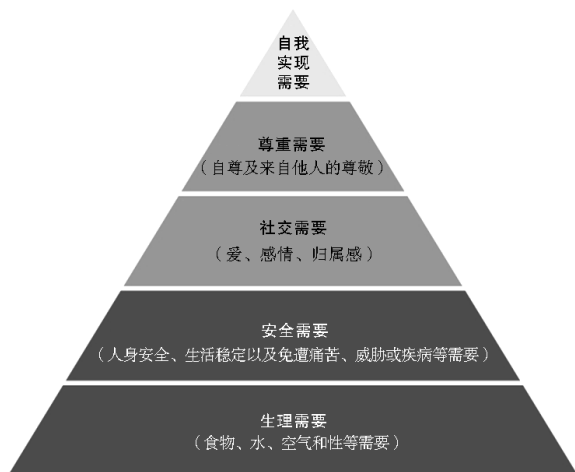 自我
实现
需要
尊重需要
（自尊及来自他人的尊敬）
社交需要
（爱、感情、归属感）
安全需要
（人身安全、生活稳定以及免遭痛苦、威胁或疾病等需要）
生理需要
（食物、水、空气和性等需要）